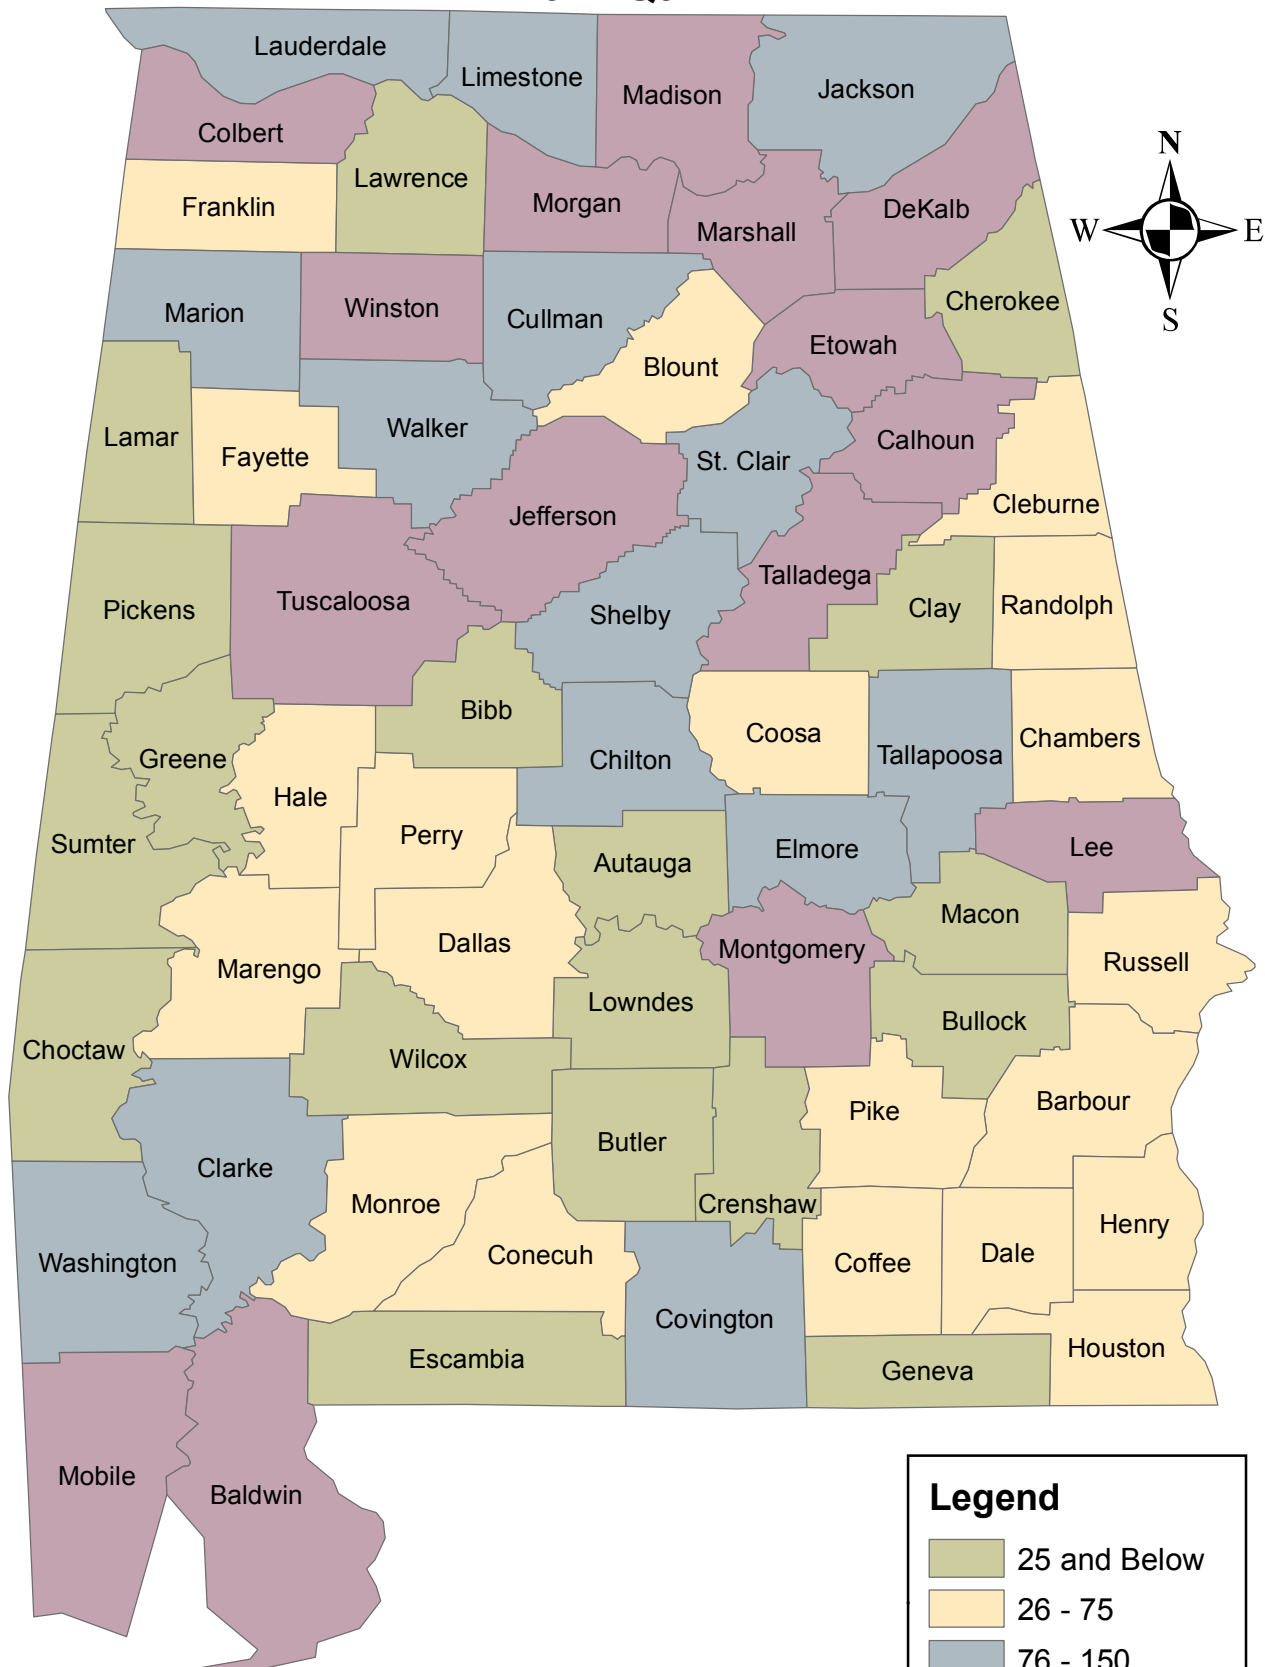 Lauderdale
Limestone
Madison
Jackson
Colbert
N
Lawrence
Franklin
Morgan
DeKalb
Marshall
W
E
Cherokee
Marion
Winston
Cullman
S
Etowah
Blount
Lamar
Walker
Calhoun
Fayette
St. Clair
Cleburne
Jefferson
Talladega
Tuscaloosa
Pickens
Shelby
Clay
Randolph
Bibb
Coosa
Chambers
Greene
Chilton
Tallapoosa
Hale
Perry
Sumter
Autauga
Elmore
Lee
Macon
Dallas
Montgomery
Marengo
Russell
Lowndes
Bullock
Choctaw
Wilcox
Pike
Barbour
Butler
Clarke
Monroe
Crenshaw
Henry
Conecuh
Dale
Washington
Coffee
Covington
Houston
Escambia
Geneva
Mobile
Baldwin
Legend
25 and Below
26 - 75
76 - 150